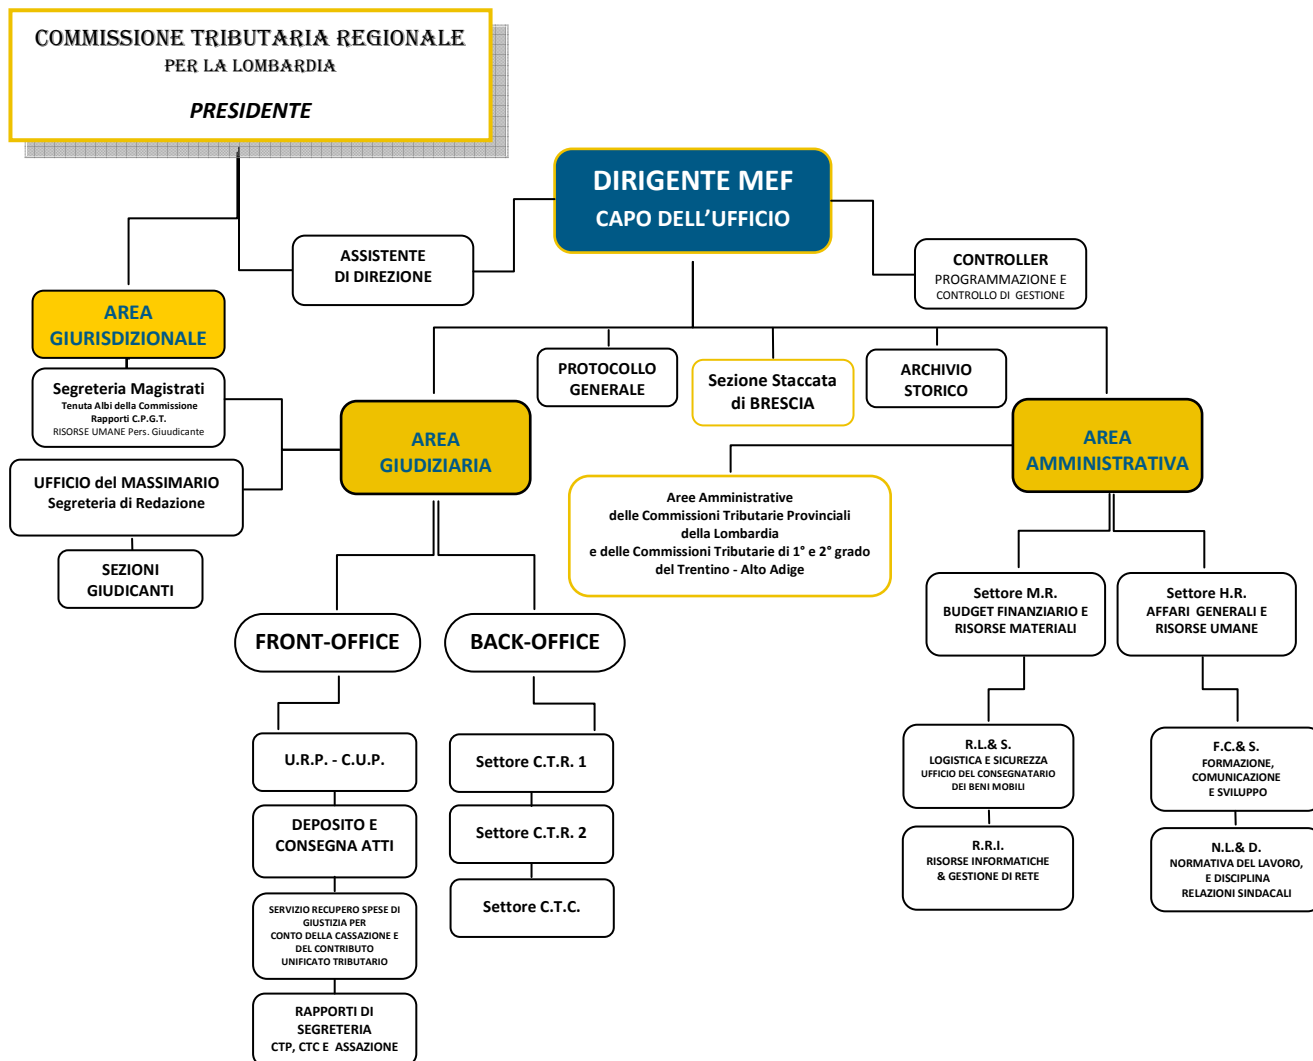 COMMISSIONE TRIBUTARIA REGIONALE
PER LA LOMBARDIA
PRESIDENTE
DIRIGENTE MEF
CAPO DELL'UFFICIO
ASSISTENTE
DI DIREZIONE
CONTROLLER
PROGRAMMAZIONE E
CONTROLLO DI GESTIONE
AREA
GIURISDIZIONALE
PROTOCOLLO
GENERALE
Sezione Staccata
di BRESCIA
ARCHIVIO
STORICO
Segreteria Magistrati
Tenuta Albi della Commissione
Rapporti C.P.G.T.
RISORSE UMANE Pers. Giuudicante
AREA
GIUDIZIARIA
AREA
AMMINISTRATIVA
UFFICIO del MASSIMARIO
Segreteria di Redazione
Aree Amministrative
delle Commissioni Tributarie Provinciali
della Lombardia
e delle Commissioni Tributarie di 1° e 2° grado
del Trentino - Alto Adige
SEZIONI
GIUDICANTI
Settore M.R.
BUDGET FINANZIARIO E
RISORSE MATERIALI
Settore H.R.
AFFARI GENERALI E
RISORSE UMANE
FRONT-OFFICE
BACK-OFFICE
U.R.P. - C.U.P.
Settore C.T.R. 1
R.L.& S.
LOGISTICA E SICUREZZA
UFFICIO DEL CONSEGNATARIO
DEI BENI MOBILI
F.C.& S.
FORMAZIONE,
COMUNICAZIONE
E SVILUPPO
DEPOSITO E
CONSEGNA ATTI
Settore C.T.R. 2
R.R.I.
RISORSE INFORMATICHE
& GESTIONE DI RETE
N.L.& D.
NORMATIVA DEL LAVORO,
E DISCIPLINA
RELAZIONI SINDACALI
SERVIZIO RECUPERO SPESE DI
GIUSTIZIA PER
CONTO DELLA CASSAZIONE E
DEL CONTRIBUTO
UNIFICATO TRIBUTARIO
Settore C.T.C.
RAPPORTI DI
SEGRETERIA
CTP, CTC E ASSAZIONE